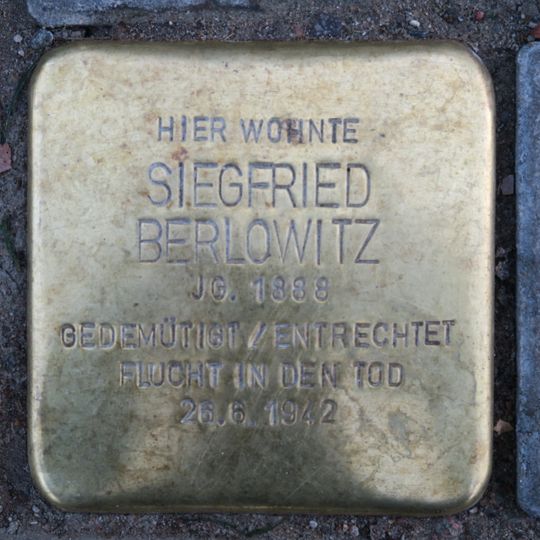 HIER WOHNTE
SIEGFRIED
BERLOWITZ
JG. 1888
GEDEMÜTIGT / ENTRECHTET
FLUCHT IN DEN TOD
26.6.1942